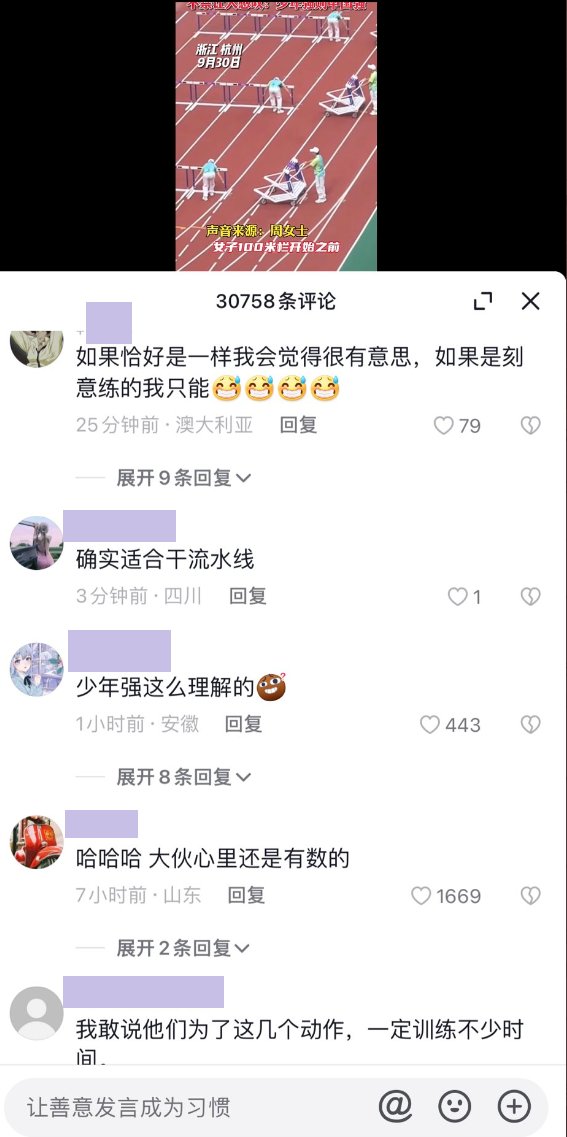 浙江 杭州
9月30日
声音来源：周女士
女子100米栏开始之前
30758条评论
如果恰好是一样我会觉得很有意思，如果是刻
意练的我只能😅😅😅😅
25分钟前·澳大利亚 回复 79
展开9条回复
确实适合干流水线
3分钟前·四川 回复 1
少年强这么理解的
1小时前·安徽 回复 443
展开8条回复
哈哈哈 大伙心里还是有数的
7小时前·山东 回复 1669
展开2条回复
我敢说他们为了这几个动作，一定训练不少时
间。
让善意发言成为习惯